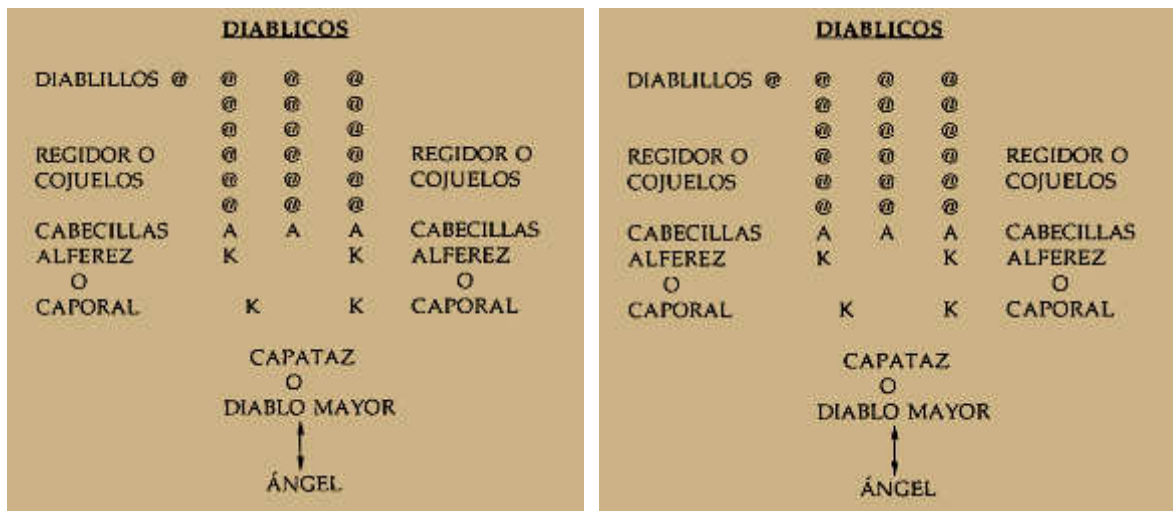 DIABLICOS
DIABLILLOS @ @ @ @
@ @ @
@ @ @
REGIDOR O @ @ @ REGIDOR O
COJUELOS @ @ @ COJUELOS
@ @ @
CABECILLAS A A A CABECILLAS
ALFEREZ K K ALFEREZ
O O
CAPORAL K K CAPORAL
CAPATAZ
O
DIABLO MAYOR
ÁNGEL
DIABLICOS
DIABLILLOS @ @ @ @
@ @ @
@ @ @
REGIDOR O @ @ @ REGIDOR O
COJUELOS @ @ @ COJUELOS
@ @ @
CABECILLAS A A A CABECILLAS
ALFEREZ K K ALFEREZ
O O
CAPORAL K K CAPORAL
CAPATAZ
O
DIABLO MAYOR
ÁNGEL